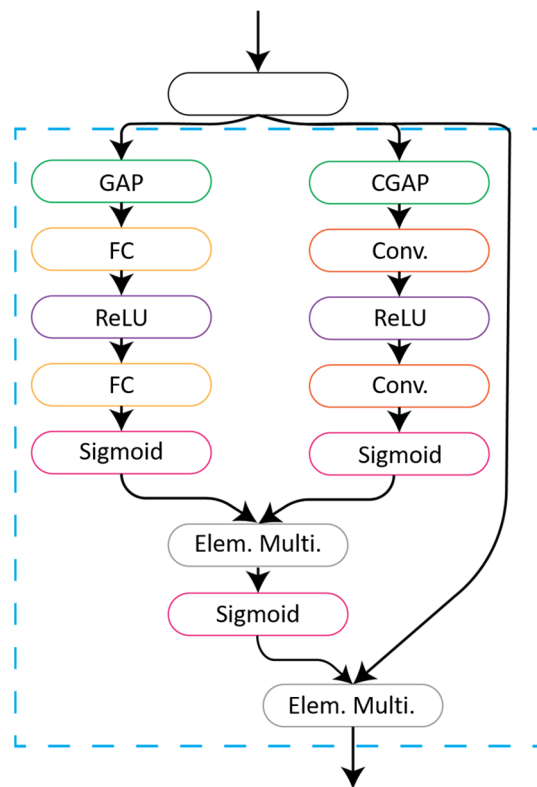 GAP
CGAP
FC
Conv.
ReLU
ReLU
FC
Conv.
Sigmoid
Sigmoid
Elem. Multi.
Sigmoid
Elem. Multi.